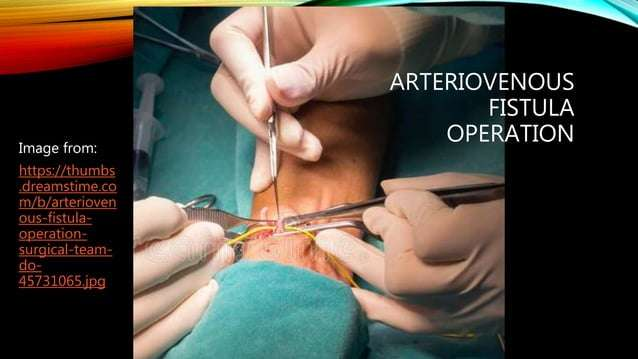 ARTERIOVENOUS
FISTULA
OPERATION
Image from:
https://thumbs
.dreamstime.co
m/b/arterioven
ous-fistula-
operation-
surgical-team-
do-
45731065.jpg